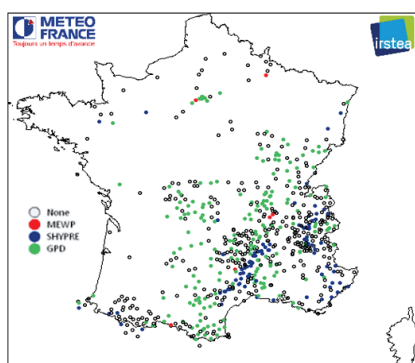 METEO
FRANCE
Toujours un temps d'avance
irstea
None
MEWP
SHYPRE
GPD